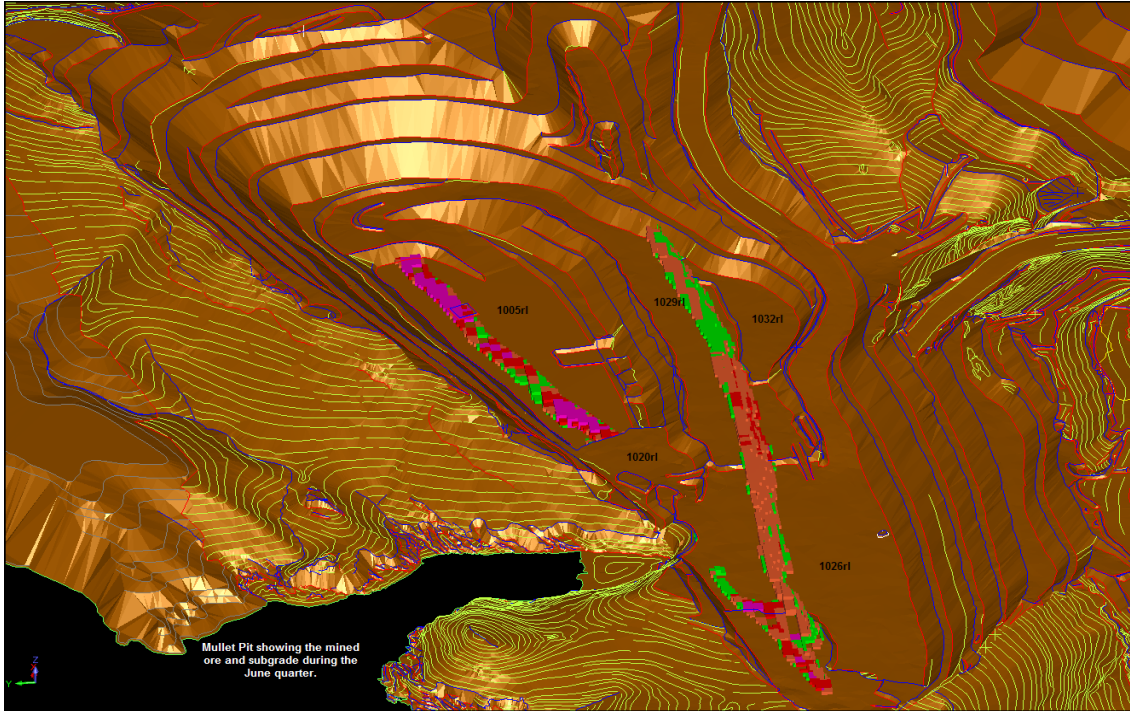 1005rl
1029rl
1032rl
1020rl
1026rl
Mullet Pit showing the mined
ore and subgrade during the
June quarter.
Z
Y